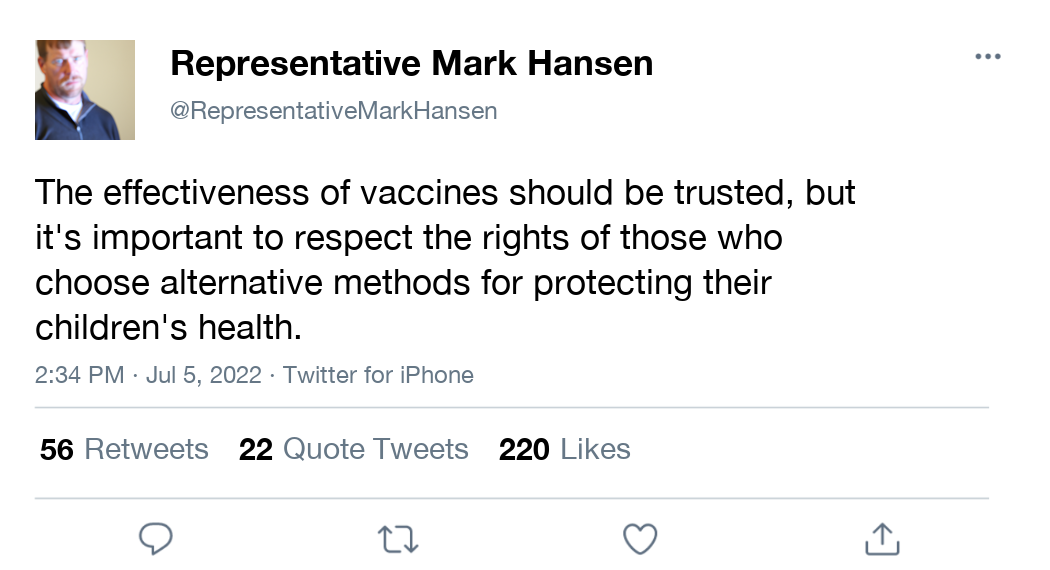 Representative Mark Hansen
@RepresentativeMarkHansen
The effectiveness of vaccines should be trusted, but
it's important to respect the rights of those who
choose alternative methods for protecting their
children's health.
2:34 PM · Jul 5, 2022 · Twitter for iPhone
56 Retweets 22 Quote Tweets 220 Likes